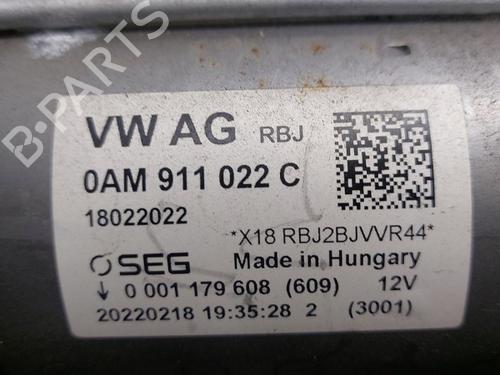 VW AG RBJ
0AM 911 022 C
18022022
*X18 RBJ2BJVVR44*
SEG Made in Hungary
0 001 179 608 (609) 12V
20220218 19:35:28 2 (3001)
B-PARTS